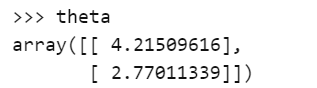 >>> theta
array([[ 4.21509616],
       [ 2.77011339]])